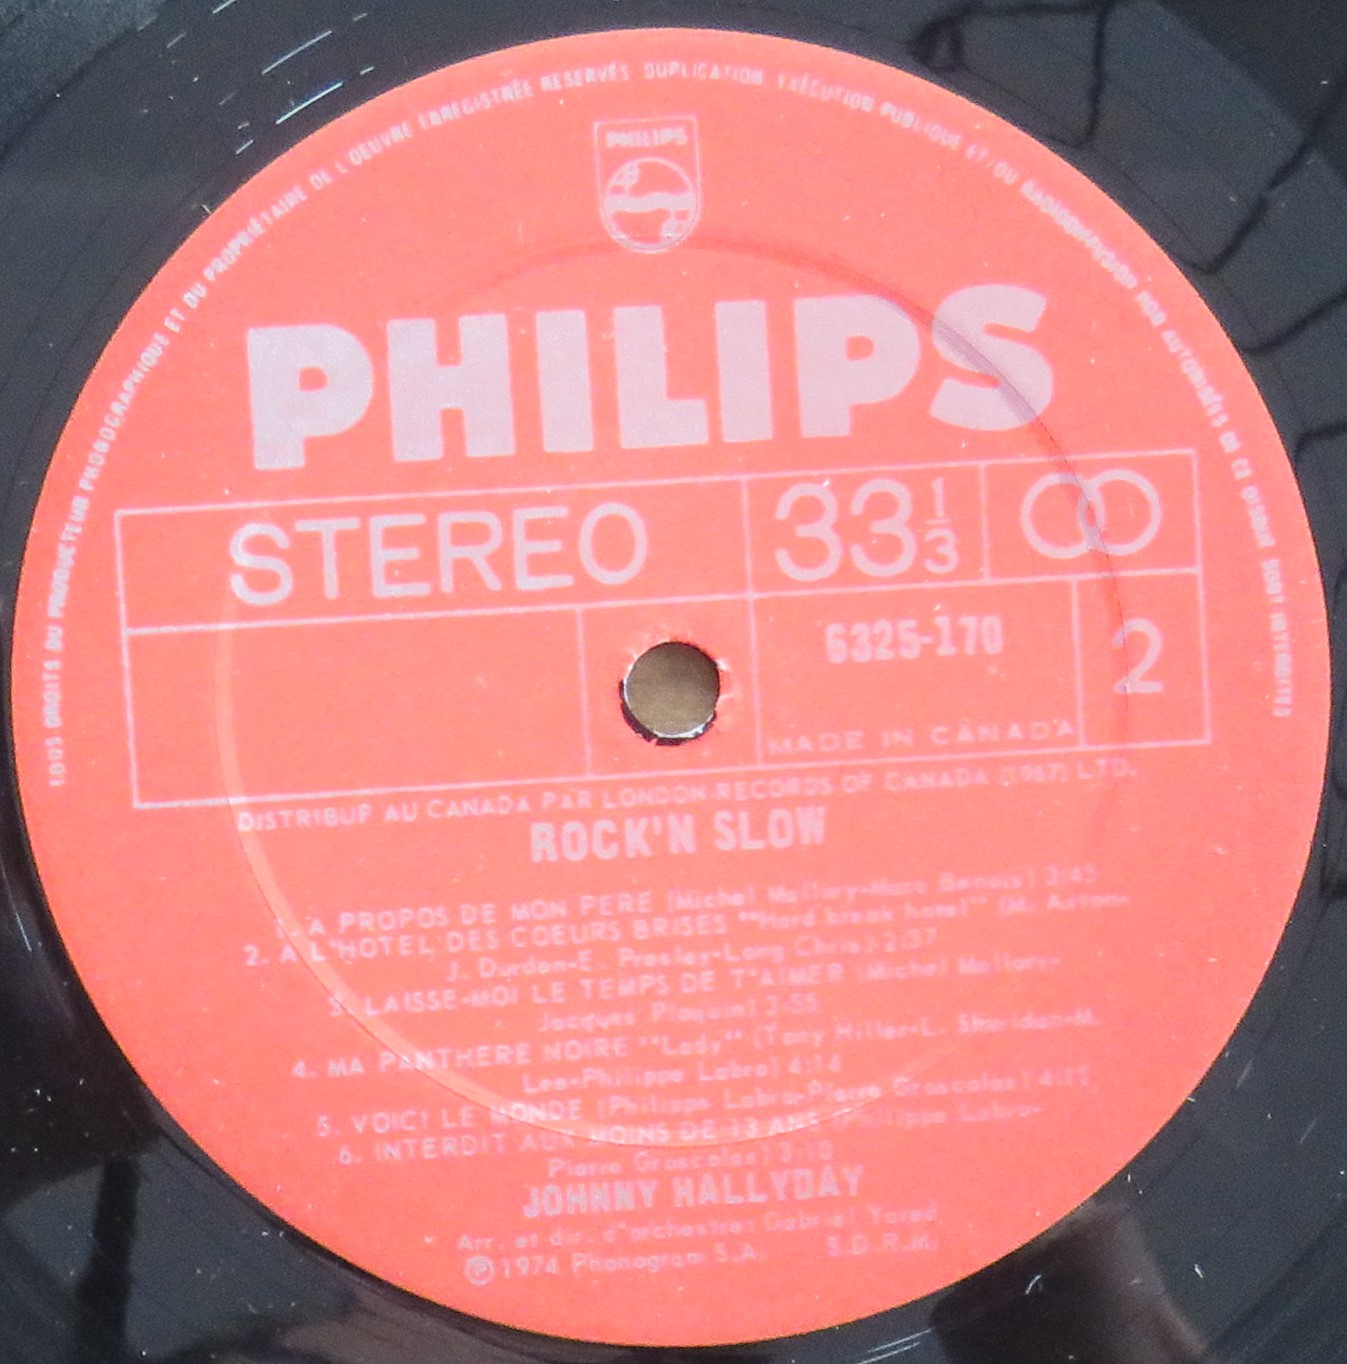 TOUS DROITS DU PRODUCTEUR PHONOGRAPHIQUE ET DU PROPRIÉTAIRE DE L'OEUVRE ENREGISTRÉE RESERVÉS DUPLICATION EXÉCUTION PUBLIQUE ET/OU RADIODIFFUSION NON AUTORISÉES DE CE DISQUE SONT INTERDITES
PHILIPS
PHILIPS
STEREO 33 1/3
6325-170 2
MADE IN CANADA
DISTRIBUE AU CANADA PAR LONDON RECORDS OF CANADA (1967) LTD.
ROCK'N SLOW
1. A PROPOS DE MON PERE (Michel Mallory-Marc Benois) 3:45
2. A L'HOTEL DES COEURS BRISES ""Hard break hotel" (M. Axton-
J. Durden-E. Presley-Long Chris) 2:37
3. LAISSE-MOI LE TEMPS DE T"AIMER (Michel Mallory-
Jacques Plaquin) 3:55
4. MA PANTHERE NOIRE ""Lady"" (Tony Hiller-L. Sheridan-M.
Lee-Philippe Labro) 4:14
5. VOICI LE MONDE (Philippe Labro-Pierre Groscolas)
6. INTERDIT AUX MOINS DE 13 ANS (Philippe Labro-
Pierre Groscolas) 3:10
JOHNNY HALLYDAY
Arr. et dir. d"orchestre: Gabriel Yared
Ⓟ 1974 Phonogram S.A. S.D.R.M.